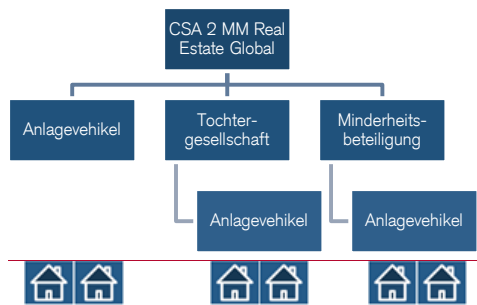 CSA 2 MM Real
Estate Global
Anlagevehikel
Tochter-
gesellschaft
Minderheits-
beteiligung
Anlagevehikel
Anlagevehikel